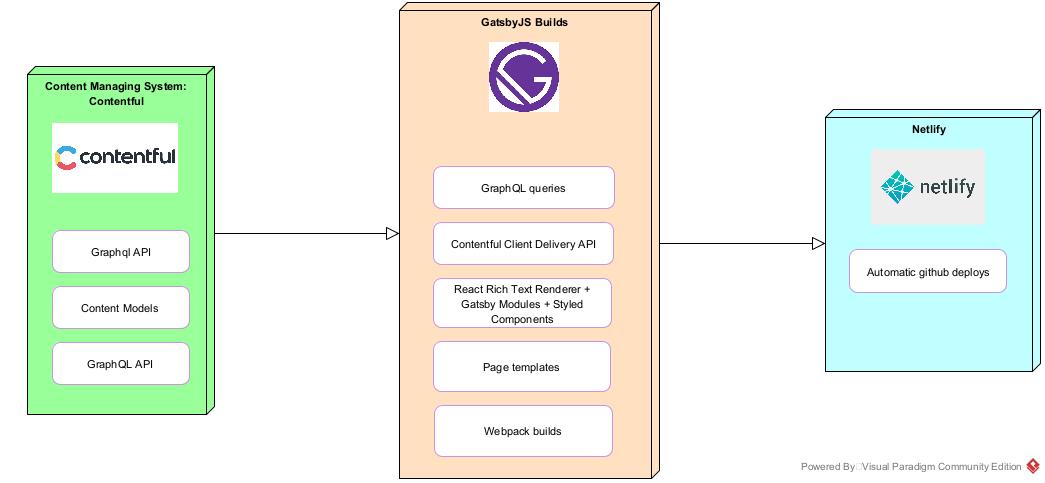 Content Managing System:
Contentful
contentful
Graphql API
Content Models
GraphQL API
GatsbyJS Builds
GraphQL queries
Contentful Client Delivery API
React Rich Text Renderer +
Gatsby Modules + Styled
Components
Page templates
Webpack builds
Netlify
netlify
Automatic github deploys
Powered By Visual Paradigm Community Edition